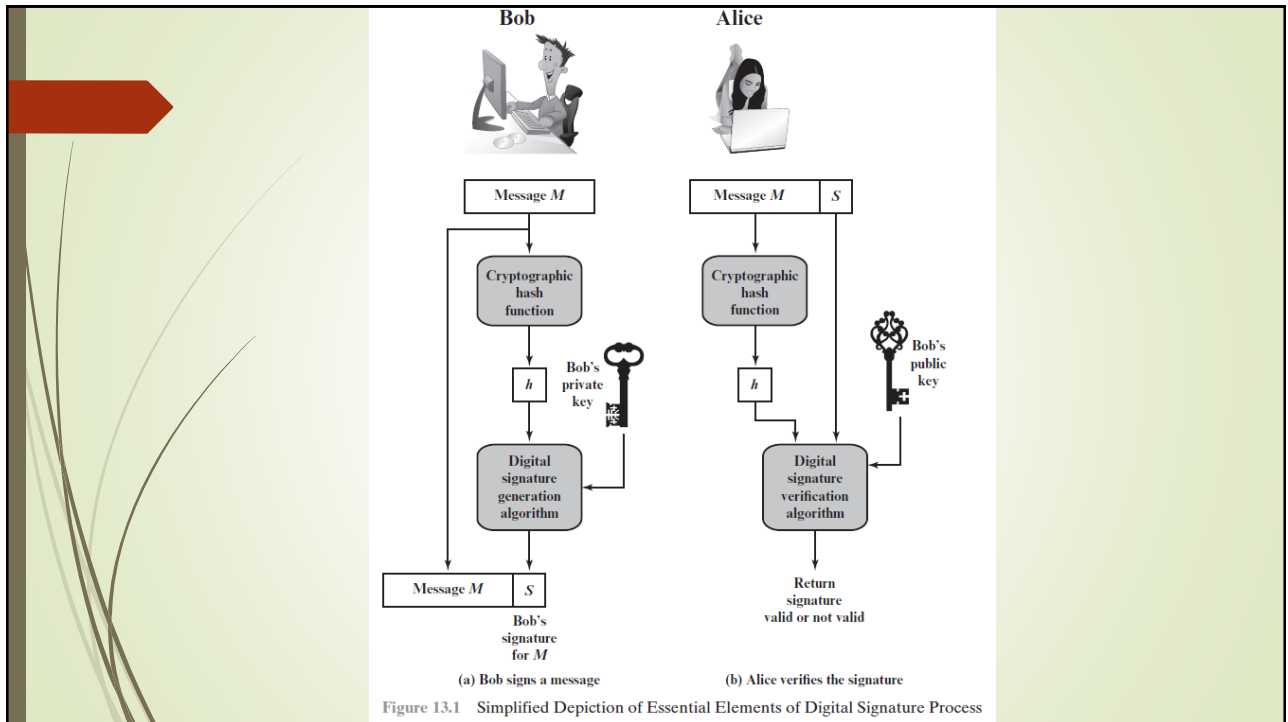 Bob
Message M
Cryptographic
hash
function
h
Bob's
private
key
Digital
signature
generation
algorithm
Message M
S
Bob's
signature
for M
(a) Bob signs a message
Alice
Message M
S
Cryptographic
hash
function
h
Bob's
public
key
Digital
signature
verification
algorithm
Return
signature
valid or not valid
(b) Alice verifies the signature
Figure 13.1 Simplified Depiction of Essential Elements of Digital Signature Process